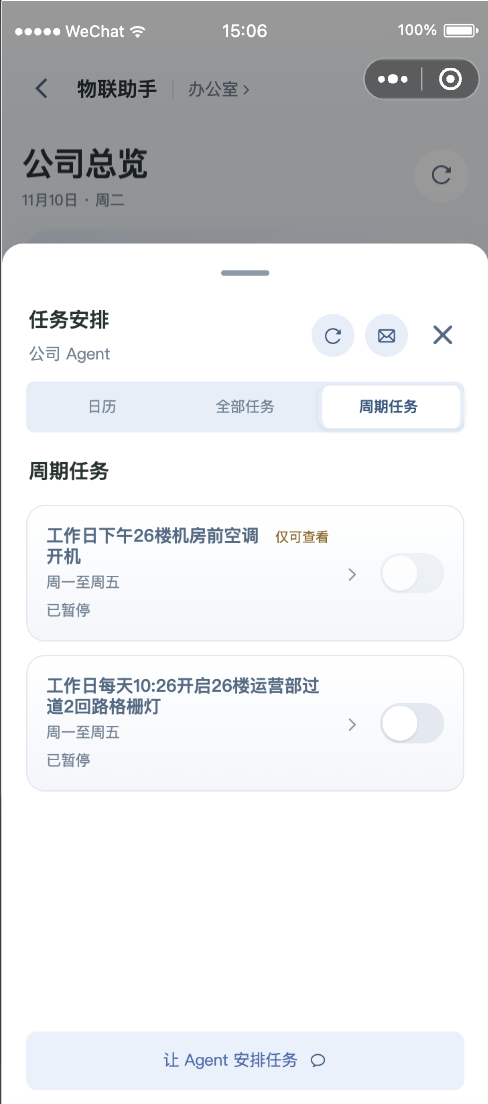 WeChat 15:06 100%
物联助手 办公室
公司总览
11月10日 · 周二
任务安排
公司 Agent
日历 全部任务 周期任务
周期任务
工作日下午26楼机房前空调 仅可查看
开机
周一至周五
已暂停
工作日每天10:26开启26楼运营部过
道2回路格栅灯
周一至周五
已暂停
让 Agent 安排任务